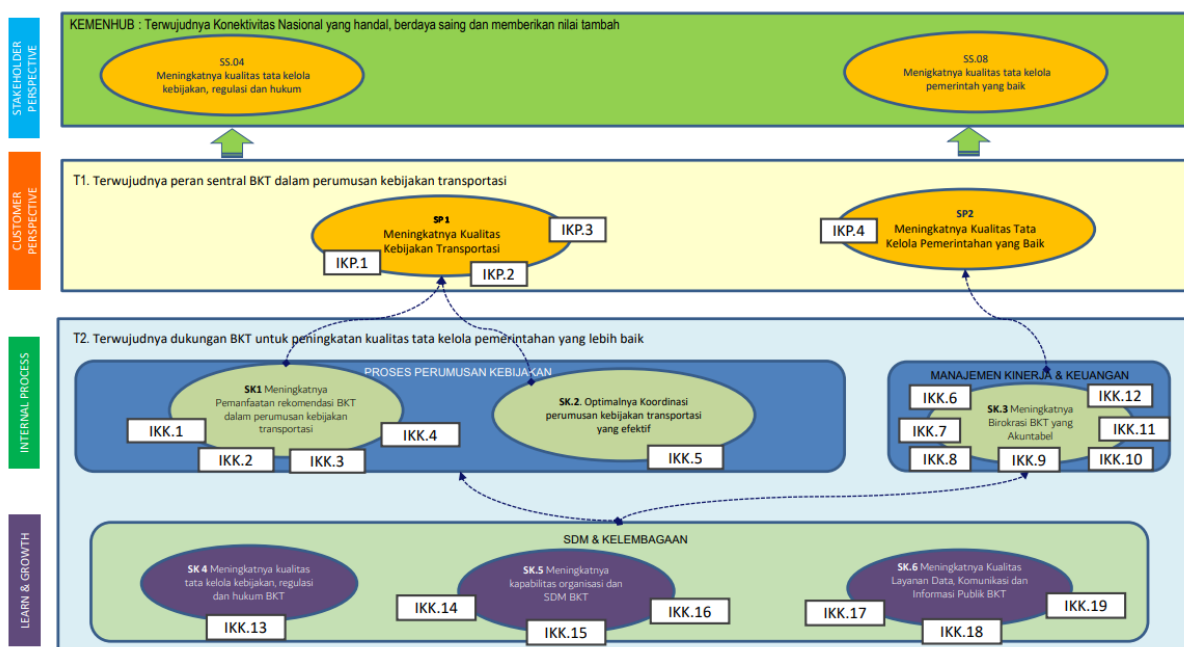 STAKEHOLDER
PERSPECTIVE
KEMENHUB : Terwujudnya Konektivitas Nasional yang handal, berdaya saing dan memberikan nilai tambah
SS.04
Meningkatnya kualitas tata kelola
kebijakan, regulasi dan hukum
SS.08
Menigkatnya kualitas tata kelola
pemerintah yang baik
CUSTOMER
PERSPECTIVE
T1. Terwujudnya peran sentral BKT dalam perumusan kebijakan transportasi
SP1
Meningkatnya Kualitas
Kebijakan Transportasi
IKP.1
IKP.2
IKP.3
IKP.4
SP2
Meningkatnya Kualitas Tata
Kelola Pemerintahan yang Baik
INTERNAL PROCESS
T2. Terwujudnya dukungan BKT untuk peningkatan kualitas tata kelola pemerintahan yang lebih baik
PROSES PERUMUSAN KEBIJAKAN
SK1 Meningkatnya
Pemanfaatan rekomendasi BKT
dalam perumusan kebijakan
transportasi
IKK.1
IKK.2
IKK.3
IKK.4
SK.2. Optimalnya Koordinasi
perumusan kebijakan transportasi
yang efektif
IKK.5
MANAJEMEN KINERJA & KEUANGAN
SK.3 Meningkatnya
Birokrasi BKT yang
Akuntabel
IKK.6
IKK.7
IKK.8
IKK.9
IKK.10
IKK.11
IKK.12
LEARN & GROWTH
SDM & KELEMBAGAAN
SK 4 Meningkatnya kualitas
tata kelola kebijakan, regulasi
dan hukum BKT
IKK.13
SK.5 Meningkatnya
kapabilitas organisasi dan
SDM BKT
IKK.14
IKK.15
IKK.16
SK.6 Meningkatnya Kualitas
Layanan Data, Komunikasi dan
Informasi Publik BKT
IKK.17
IKK.18
IKK.19